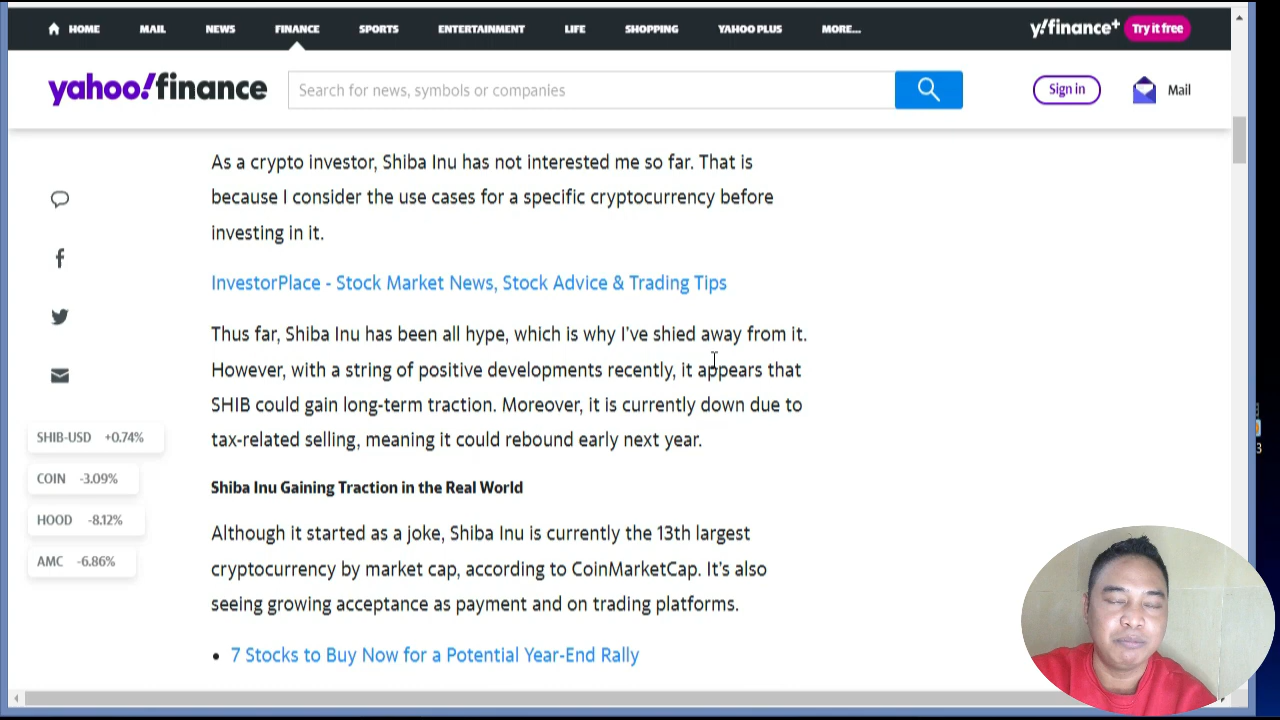 HOME MAIL NEWS FINANCE SPORTS ENTERTAINMENT LIFE SHOPPING YAHOO PLUS MORE... y!finance+ Try it free
yahoo!finance Search for news, symbols or companies Sign in Mail
As a crypto investor, Shiba Inu has not interested me so far. That is
because I consider the use cases for a specific cryptocurrency before
investing in it.
InvestorPlace - Stock Market News, Stock Advice & Trading Tips
Thus far, Shiba Inu has been all hype, which is why I've shied away from it.
However, with a string of positive developments recently, it appears that
SHIB could gain long-term traction. Moreover, it is currently down due to
tax-related selling, meaning it could rebound early next year.
SHIB-USD +0.74%
COIN -3.09%
HOOD -8.12%
AMC -6.86%
Shiba Inu Gaining Traction in the Real World
Although it started as a joke, Shiba Inu is currently the 13th largest
cryptocurrency by market cap, according to CoinMarketCap. It's also
seeing growing acceptance as payment and on trading platforms.
• 7 Stocks to Buy Now for a Potential Year-End Rally
3